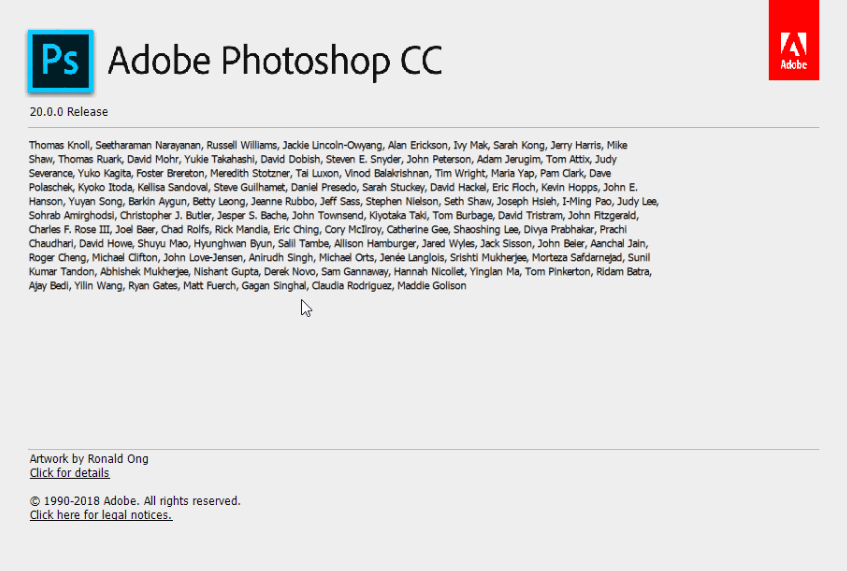 Ps Adobe Photoshop CC
Adobe
20.0.0 Release
Thomas Knoll, Seetharaman Narayanan, Russell Williams, Jackie Lincoln-Owyang, Alan Erickson, Ivy Mak, Sarah Kong, Jerry Harris, Mike
Shaw, Thomas Ruark, David Mohr, Yukie Takahashi, David Dobish, Steven E. Snyder, John Peterson, Adam Jerugim, Tom Attix, Judy
Severance, Yuko Kagita, Foster Brereton, Meredith Stotzner, Tai Luxon, Vinod Balakrishnan, Tim Wright, Maria Yap, Pam Clark, Dave
Polaschek, Kyoko Itoda, Kellisa Sandoval, Steve Guilhamet, Daniel Presedo, Sarah Stuckey, David Hackel, Eric Floch, Kevin Hopps, John E.
Hanson, Yuyan Song, Barkin Aygun, Betty Leong, Jeanne Rubbo, Jeff Sass, Stephen Nielson, Seth Shaw, Joseph Hsieh, I-Ming Pao, Judy Lee,
Sohrab Amirghodsi, Christopher J. Butler, Jesper S. Bache, John Townsend, Kiyotaka Taki, Tom Burbage, David Tristram, John Fitzgerald,
Charles F. Rose III, Joel Baer, Chad Rolfs, Rick Mandia, Eric Ching, Cory McIlroy, Catherine Gee, Shaoshing Lee, Divya Prabhakar, Prachi
Chaudhari, David Howe, Shuyu Mao, Hyunghwan Byun, Salil Tambe, Allison Hamburger, Jared Wyles, Jack Sisson, John Beier, Aanchal Jain,
Roger Cheng, Michael Clifton, John Love-Jensen, Anirudh Singh, Michael Orts, Jenée Langlois, Srishti Mukherjee, Morteza Safdarnejad, Sunil
Kumar Tandon, Abhishek Mukherjee, Nishant Gupta, Derek Novo, Sam Gannaway, Hannah Nicollet, Yinglan Ma, Tom Pinkerton, Ridam Batra,
Ajay Bedi, Yilin Wang, Ryan Gates, Matt Fuerch, Gagan Singhal, Claudia Rodriguez, Maddie Golison
Artwork by Ronald Ong
Click for details
© 1990-2018 Adobe. All rights reserved.
Click here for legal notices.